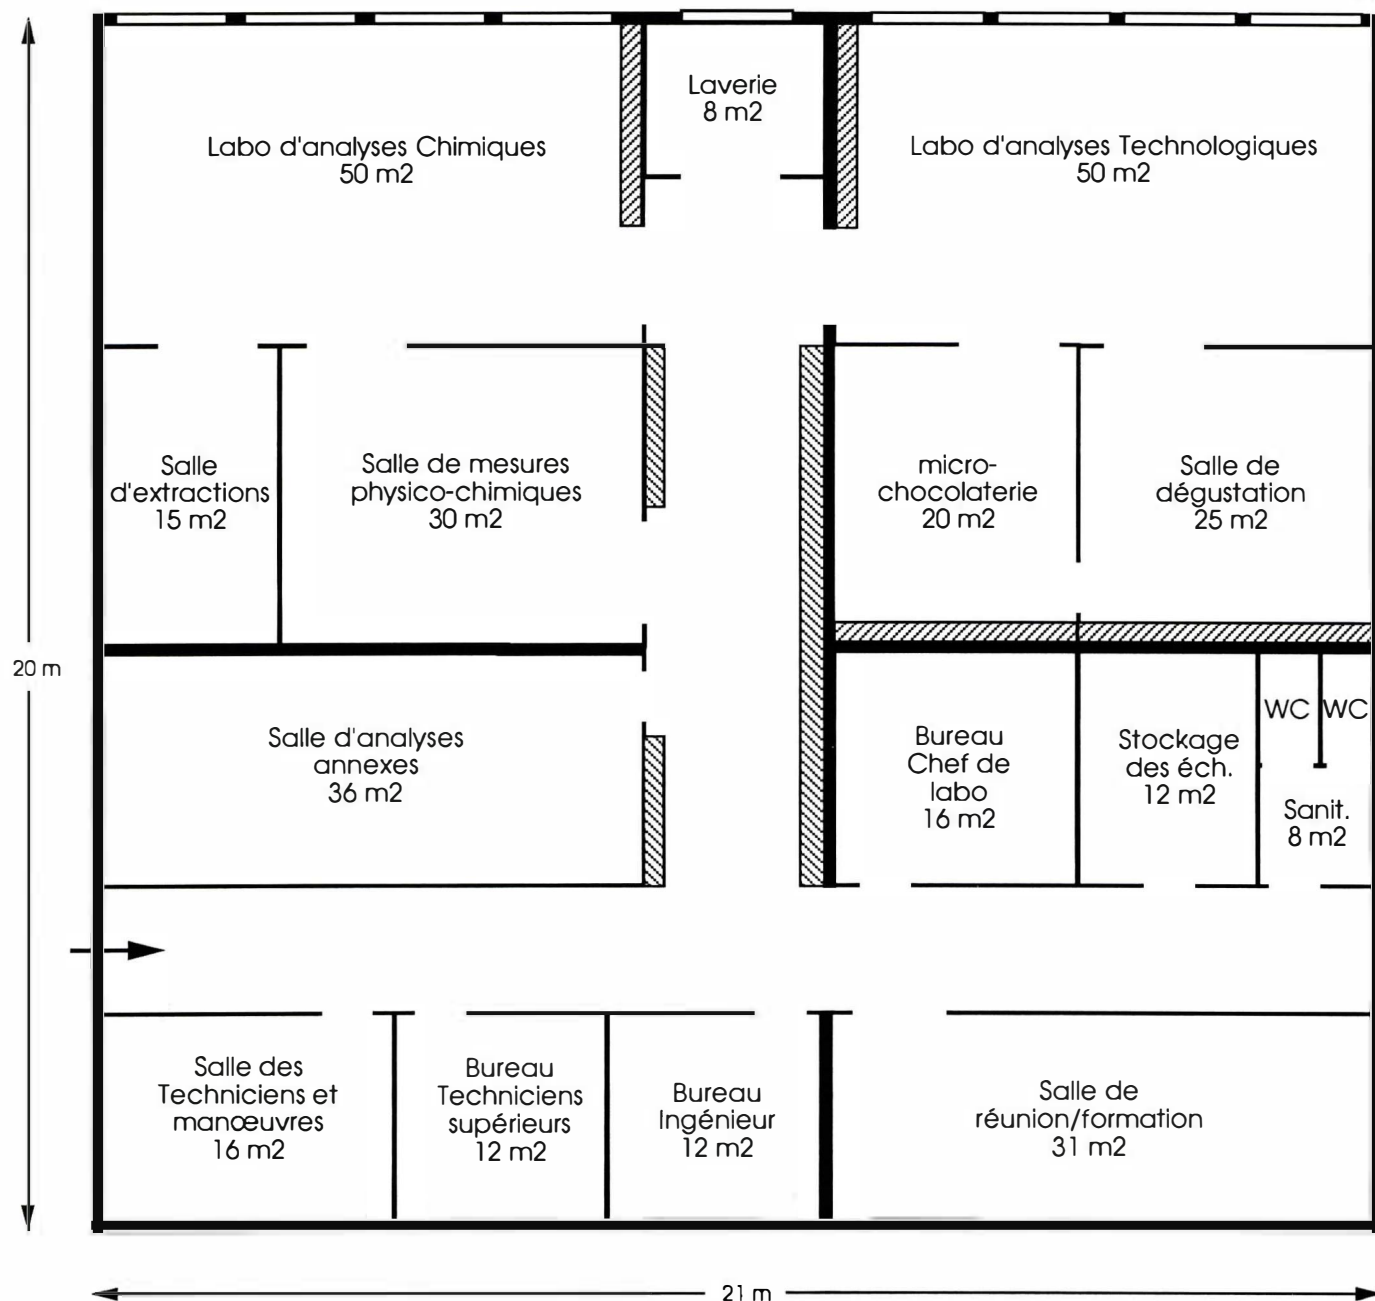 Laverie
8 m2
Labo d'analyses Chimiques
50 m2
Labo d'analyses Technologiques
50 m2
Salle
d'extractions
15 m2
Salle de mesures
physico-chimiques
30 m2
micro-
chocolaterie
20 m2
Salle de
dégustation
25 m2
20 m
Salle d'analyses
annexes
36 m2
Bureau
Chef de
labo
16 m2
Stockage
des éch.
12 m2
WC
WC
Sanit.
8 m2
Salle des
Techniciens et
manœuvres
16 m2
Bureau
Techniciens
supérieurs
12 m2
Bureau
Ingénieur
12 m2
Salle de
réunion/formation
31 m2
21 m